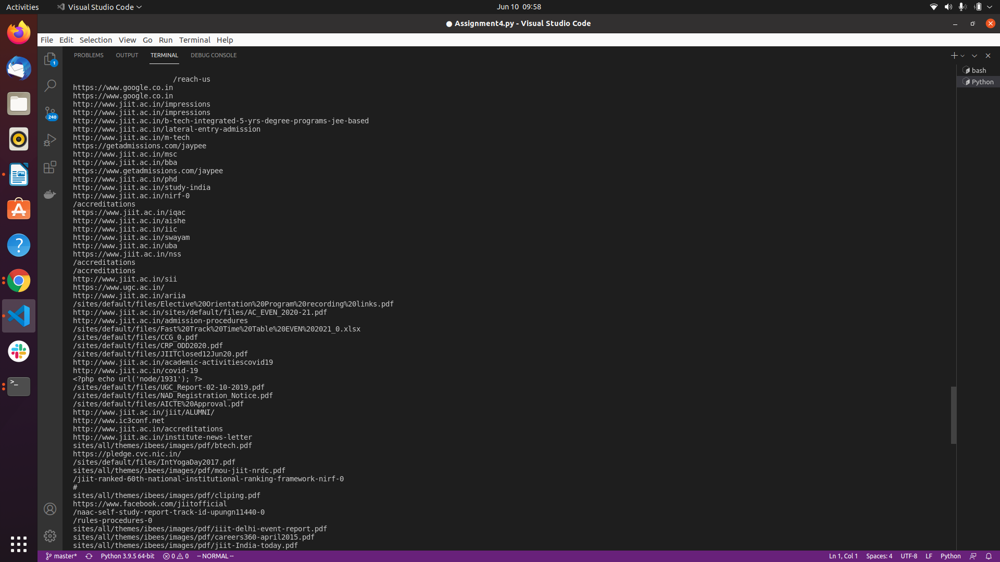 Activities
Visual Studio Code
Jun 10 09:58
● Assignment4.py - Visual Studio Code
File Edit Selection View Go Run Terminal Help
PROBLEMS OUTPUT TERMINAL DEBUG CONSOLE
1
240
bash
Python
/reach-us
https://www.google.co.in
https://www.google.co.in
http://www.jiit.ac.in/impressions
http://www.jiit.ac.in/impressions
http://www.jiit.ac.in/b-tech-integrated-5-yrs-degree-programs-jee-based
http://www.jiit.ac.in/lateral-entry-admission
http://www.jiit.ac.in/m-tech
https://getadmissions.com/jaypee
http://www.jiit.ac.in/msc
http://www.jiit.ac.in/bba
https://www.getadmissions.com/jaypee
http://www.jiit.ac.in/phd
http://www.jiit.ac.in/study-india
http://www.jiit.ac.in/nirf-0
/accreditations
https://www.jiit.ac.in/iqac
http://www.jiit.ac.in/aishe
http://www.jiit.ac.in/iic
http://www.jiit.ac.in/swayam
http://www.jiit.ac.in/uba
https://www.jiit.ac.in/nss
/accreditations
/accreditations
http://www.jiit.ac.in/sii
https://www.ugc.ac.in/
http://www.jiit.ac.in/ariia
/sites/default/files/Elective%20Orientation%20Program%20recording%20links.pdf
http://www.jiit.ac.in/sites/default/files/AC_EVEN_2020-21.pdf
http://www.jiit.ac.in/admission-procedures
/sites/default/files/Fast%20Track%20Time%20Table%20EVEN%202021_0.xlsx
/sites/default/files/CCG_0.pdf
/sites/default/files/CRP_ODD2020.pdf
/sites/default/files/JIITClosed12Jun20.pdf
http://www.jiit.ac.in/academic-activitiescovid19
http://www.jiit.ac.in/covid-19
<?php echo url('node/1931'); ?>
/sites/default/files/UGC_Report-02-10-2019.pdf
/sites/default/files/NAD_Registration_Notice.pdf
/sites/default/files/AICTE%20Approval.pdf
http://www.jiit.ac.in/jiit/ALUMNI/
http://www.ic3conf.net
http://www.jiit.ac.in/accreditations
http://www.jiit.ac.in/institute-news-letter
sites/all/themes/ibees/images/pdf/btech.pdf
https://pledge.cvc.nic.in/
/sites/default/files/IntYogaDay2017.pdf
sites/all/themes/ibees/images/pdf/mou-jiit-nrdc.pdf
/jiit-ranked-60th-national-institutional-ranking-framework-nirf-0
#
sites/all/themes/ibees/images/pdf/cliping.pdf
https://www.facebook.com/jiitofficial
/naac-self-study-report-track-id-upungn11440-0
/rules-procedures-0
sites/all/themes/ibees/images/pdf/iiit-delhi-event-report.pdf
sites/all/themes/ibees/images/pdf/careers360-april2015.pdf
sites/all/themes/ibees/images/pdf/jiit-India-today.pdf
master* Python 3.9.5 64-bit 0 0 -- NORMAL -- Ln 1, Col 1 Spaces: 4 UTF-8 LF Python